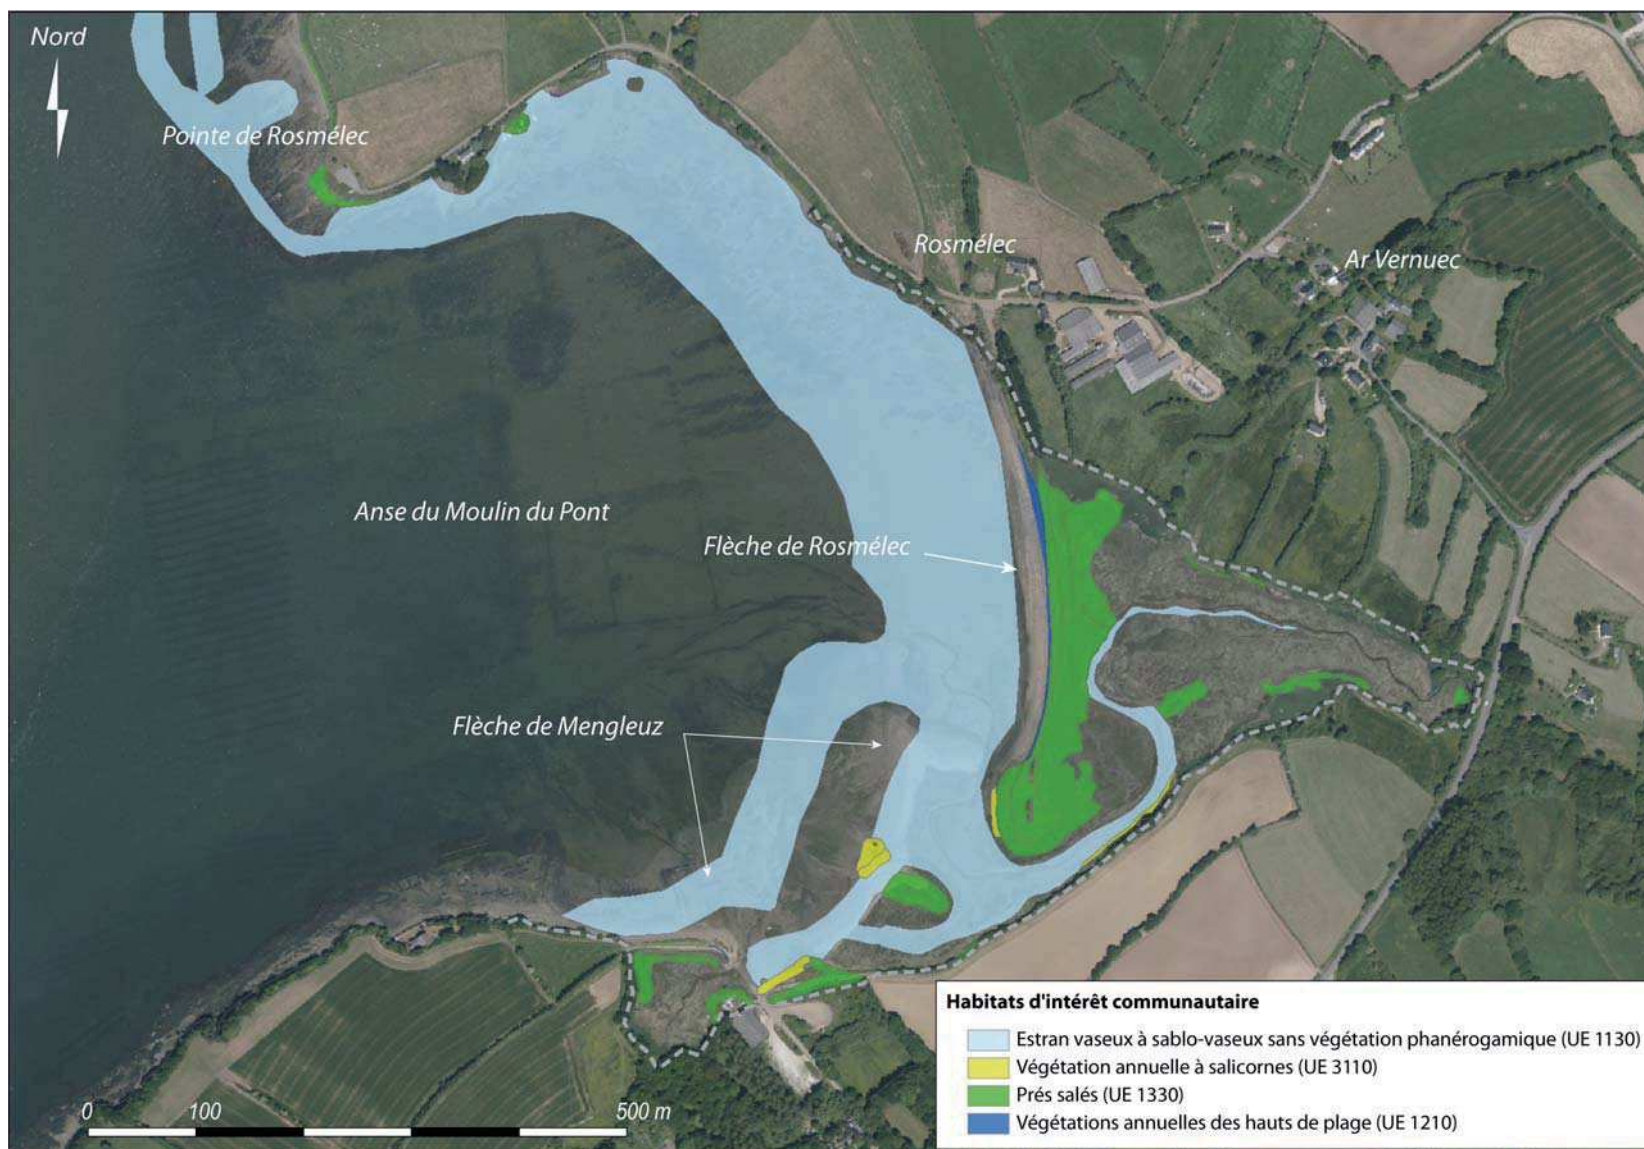 Nord
Pointe de Rosmélec
Rosmélec
Ar Vernuec
Anse du Moulin du Pont
Flèche de Rosmélec
Flèche de Mengleuz
0 100 500 m
Habitats d'intérêt communautaire
Estran vaseux à sablo-vaseux sans végétation phanérogamique (UE 1130)
Végétation annuelle à salicornes (UE 3110)
Prés salés (UE 1330)
Végétations annuelles des hauts de plage (UE 1210)